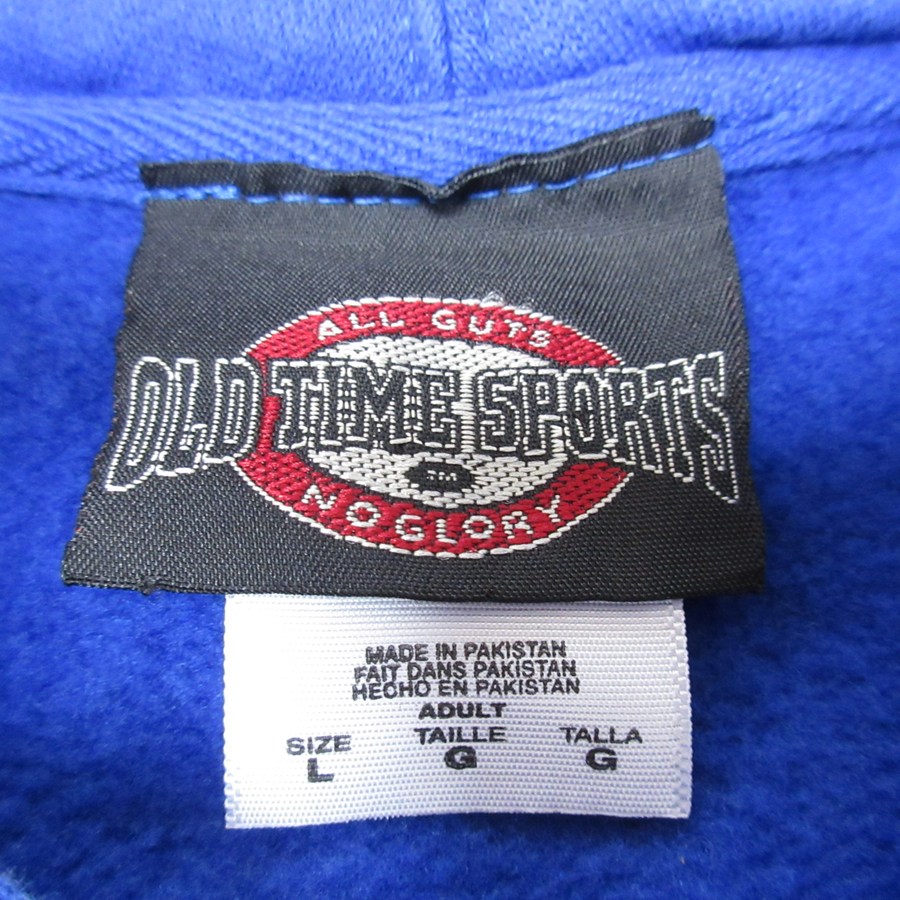 ALL GUTS
OLD TIME SPORTS
TM
NO GLORY
MADE IN PAKISTAN
FAIT DANS PAKISTAN
HECHO EN PAKISTAN
ADULT
SIZE TAILLE TALLA
L G G